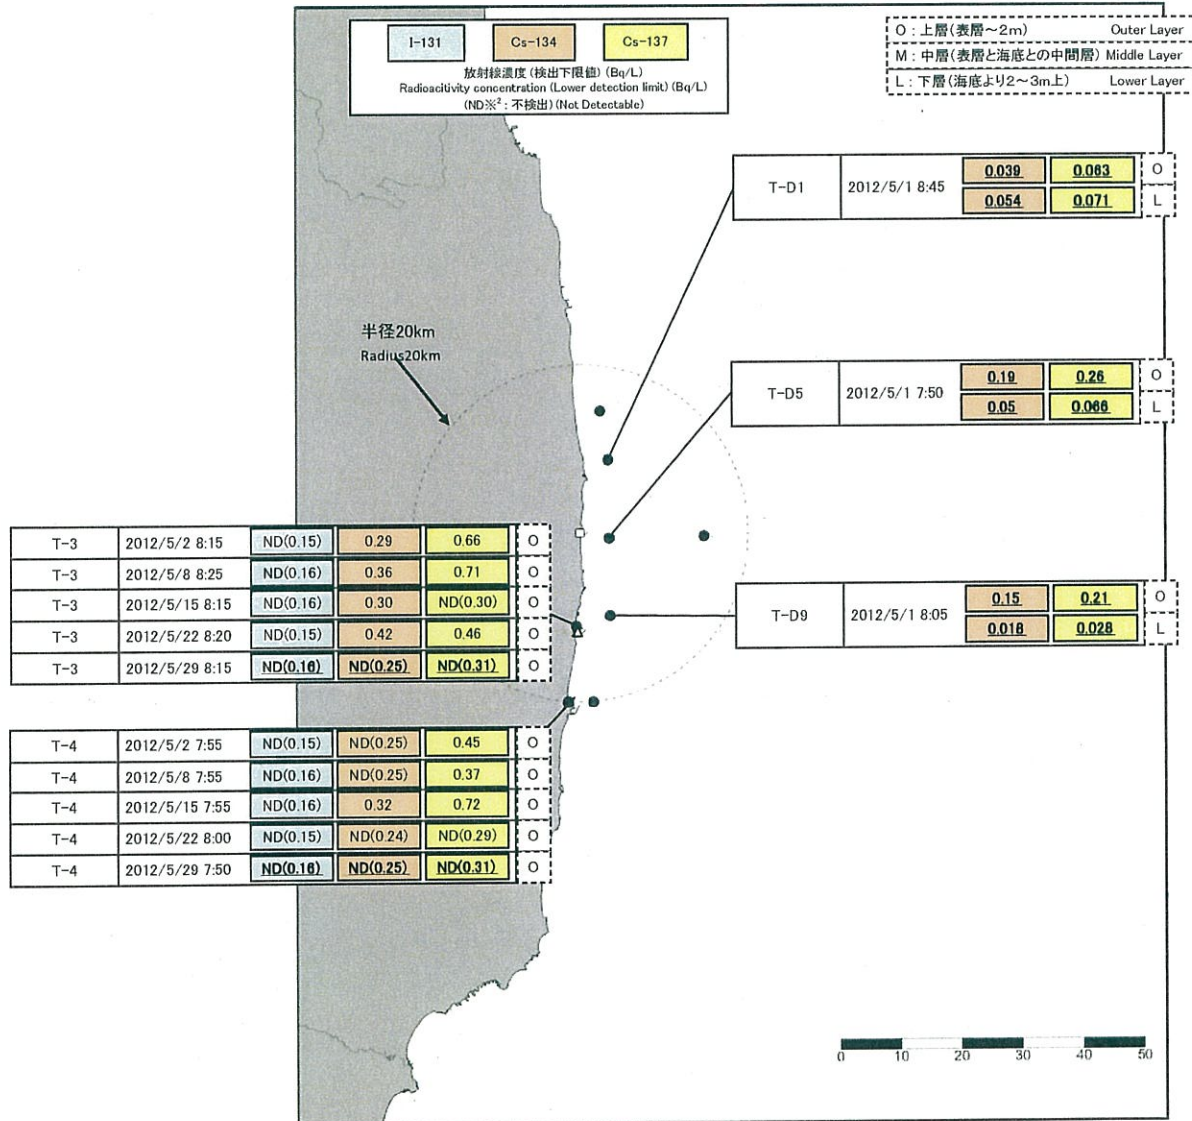 I-131 Cs-134 Cs-137
放射線濃度(検出下限値)(Bq/L)
Radioacitivity concentration (Lower detection limit) (Bq/L)
(ND※²:不検出)(Not Detectable)
O:上層(表層～2m) Outer Layer
M:中層(表層と海底との中間層) Middle Layer
L:下層(海底より2～3m上) Lower Layer
T-D1 2012/5/1 8:45 0.039 0.063 O
0.054 0.071 L
半径20km
Radius20km
T-D5 2012/5/1 7:50 0.19 0.26 O
0.05 0.066 L
T-D9 2012/5/1 8:05 0.15 0.21 O
0.018 0.028 L
T-3 2012/5/2 8:15 ND(0.15) 0.29 0.66 O
T-3 2012/5/8 8:25 ND(0.16) 0.36 0.71 O
T-3 2012/5/15 8:15 ND(0.16) 0.30 ND(0.30) O
T-3 2012/5/22 8:20 ND(0.15) 0.42 0.46 O
T-3 2012/5/29 8:15 ND(0.16) ND(0.25) ND(0.31) O
T-4 2012/5/2 7:55 ND(0.15) ND(0.25) 0.45 O
T-4 2012/5/8 7:55 ND(0.16) ND(0.25) 0.37 O
T-4 2012/5/15 7:55 ND(0.16) 0.32 0.72 O
T-4 2012/5/22 8:00 ND(0.15) ND(0.24) ND(0.29) O
T-4 2012/5/29 7:50 ND(0.16) ND(0.25) ND(0.31) O
0 10 20 30 40 50